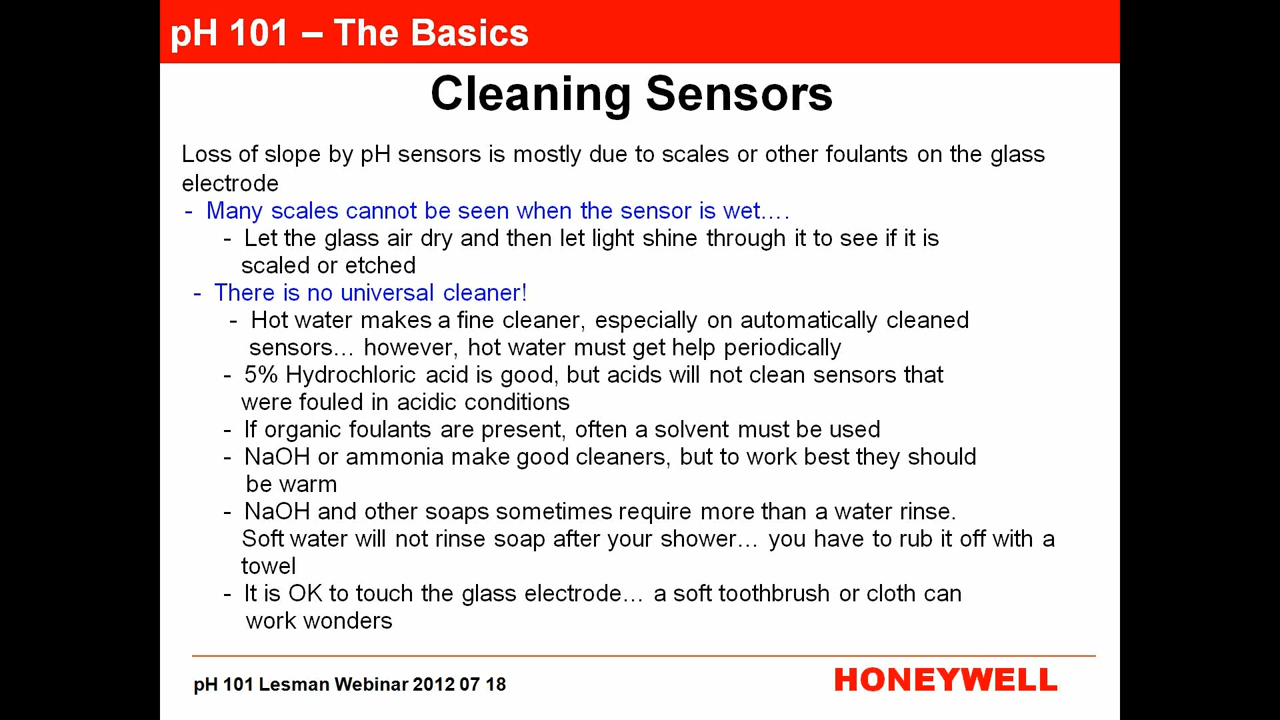 pH 101 – The Basics
Cleaning Sensors
Loss of slope by pH sensors is mostly due to scales or other foulants on the glass
electrode
- Many scales cannot be seen when the sensor is wet….
- Let the glass air dry and then let light shine through it to see if it is
scaled or etched
- There is no universal cleaner!
- Hot water makes a fine cleaner, especially on automatically cleaned
sensors… however, hot water must get help periodically
- 5% Hydrochloric acid is good, but acids will not clean sensors that
were fouled in acidic conditions
- If organic foulants are present, often a solvent must be used
- NaOH or ammonia make good cleaners, but to work best they should
be warm
- NaOH and other soaps sometimes require more than a water rinse.
Soft water will not rinse soap after your shower… you have to rub it off with a
towel
- It is OK to touch the glass electrode… a soft toothbrush or cloth can
work wonders
pH 101 Lesman Webinar 2012 07 18
HONEYWELL